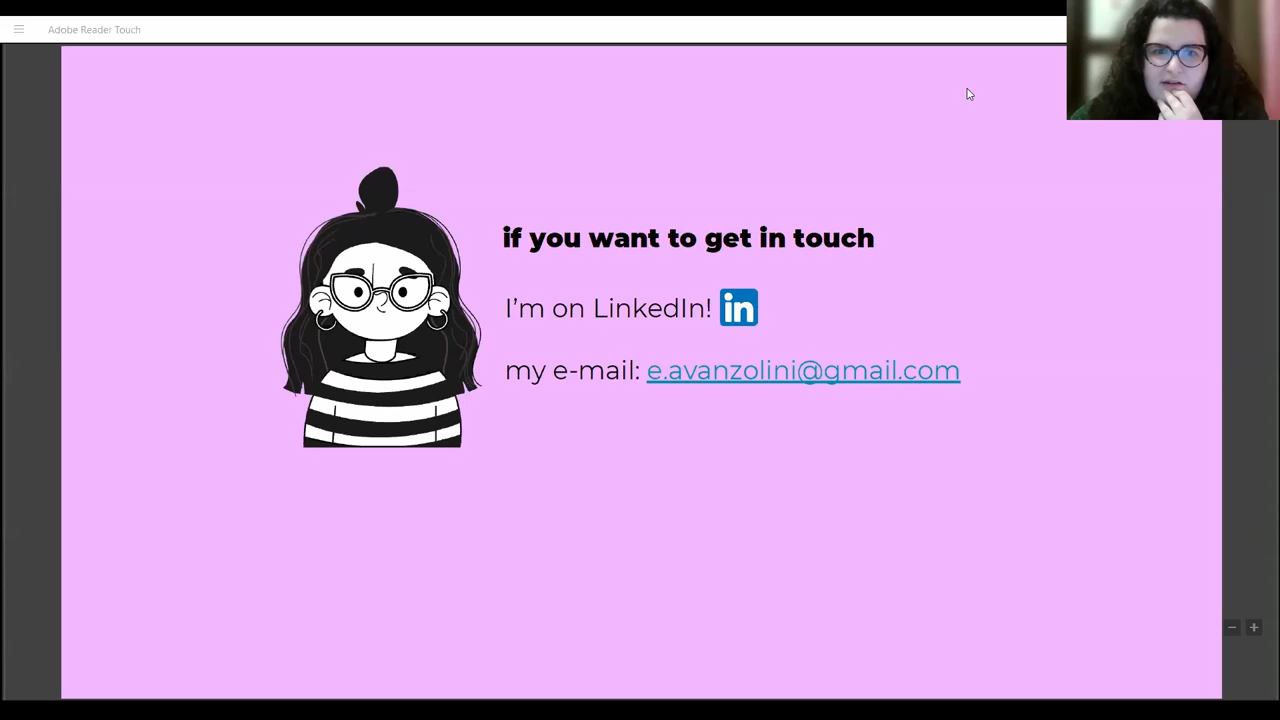 Adobe Reader Touch
if you want to get in touch
I'm on LinkedIn! in
my e-mail: e.avanzolini@gmail.com